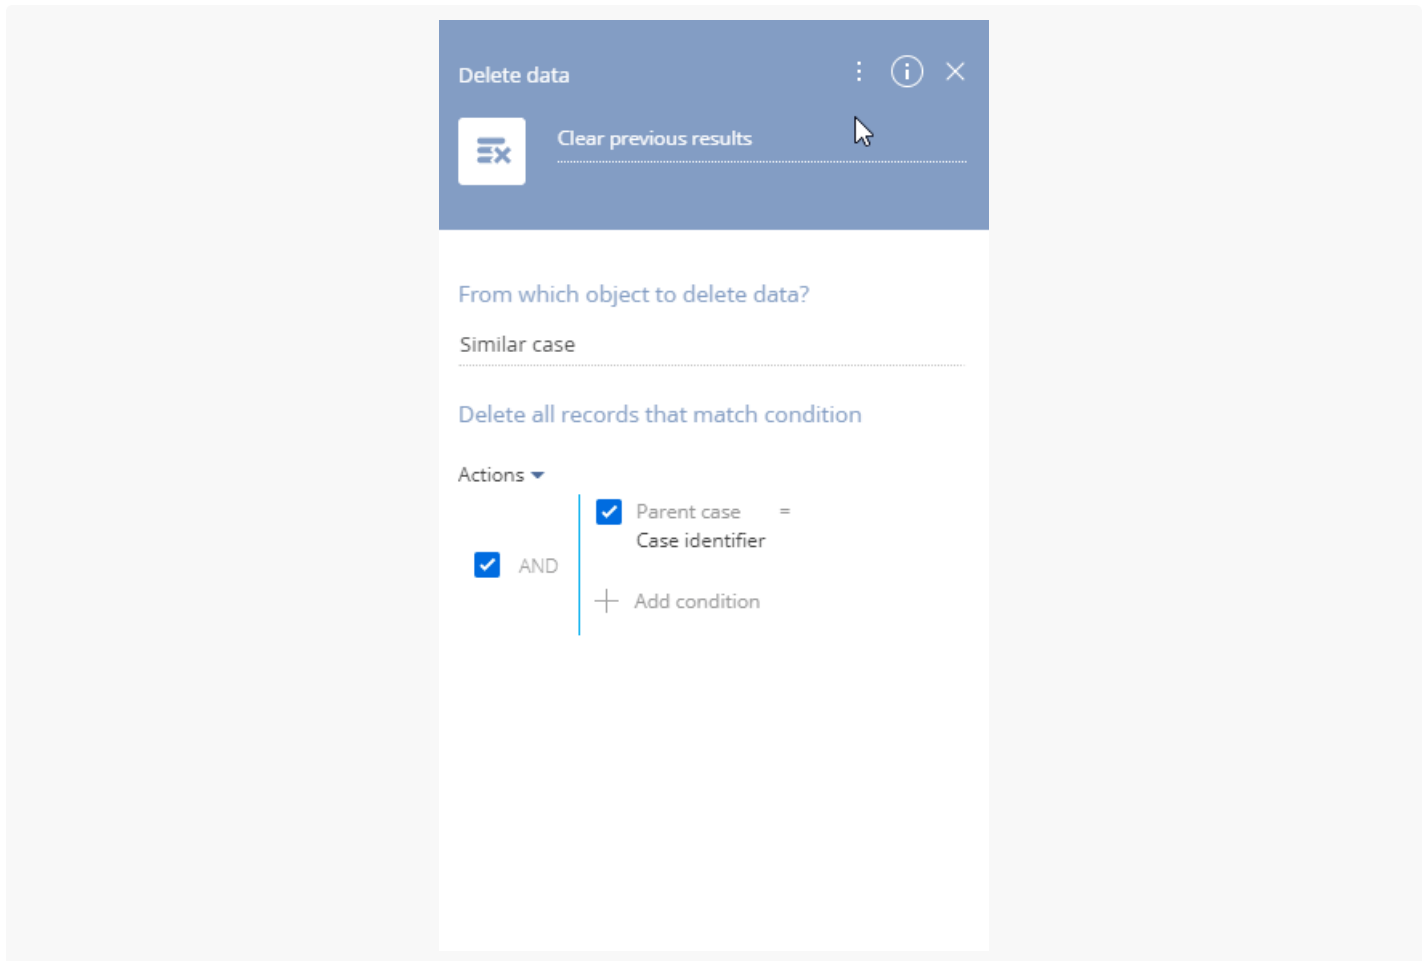 Delete data
Clear previous results
From which object to delete data?
Similar case
Delete all records that match condition
Actions
Parent case =
Case identifier
AND
Add condition